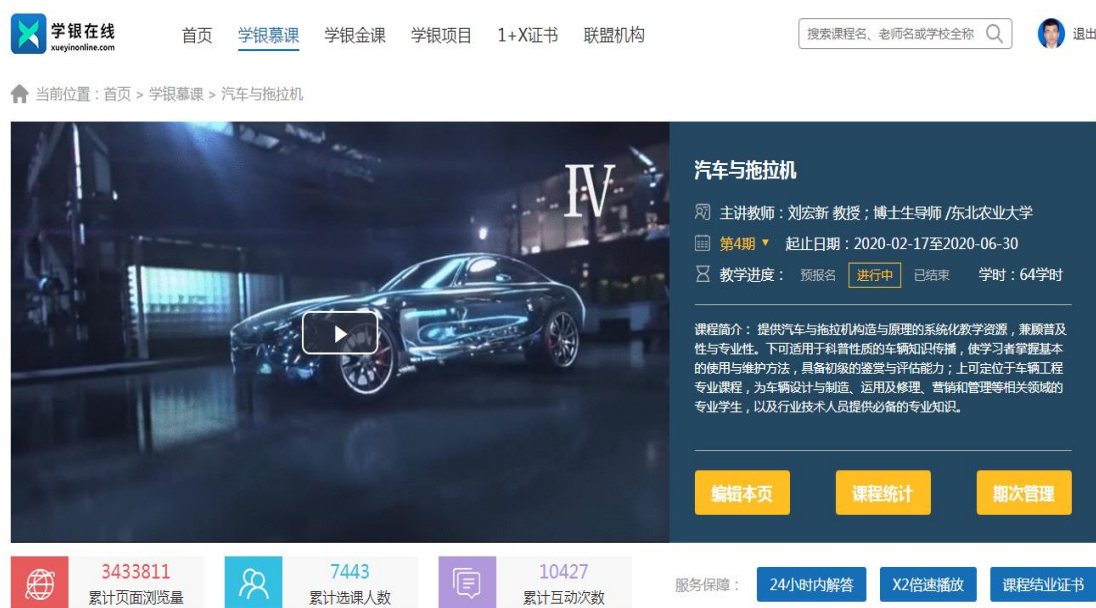 学银在线
xueyinonline.com
首页 学银慕课 学银金课 学银项目 1+X证书 联盟机构
搜索课程名、老师名或学校全称
退出
当前位置：首页 > 学银慕课 > 汽车与拖拉机
Ⅳ
汽车与拖拉机
主讲教师：刘宏新 教授；博士生导师 /东北农业大学
第4期 ▼ 起止日期：2020-02-17至2020-06-30
教学进度： 预报名 进行中 已结束 学时：64学时
课程简介： 提供汽车与拖拉机构造与原理的系统化教学资源，兼顾普及
性与专业性。下可适用于科普性质的车辆知识传播，使学习者掌握基本
的使用与维护方法，具备初级的鉴赏与评估能力；上可定位于车辆工程
专业课程，为车辆设计与制造、运用及修理、营销和管理等相关领域的
专业学生，以及行业技术人员提供必备的专业知识。
编辑本页 课程统计 期次管理
3433811
累计页面浏览量
7443
累计选课人数
10427
累计互动次数
服务保障： 24小时内解答 X2倍速播放 课程结业证书